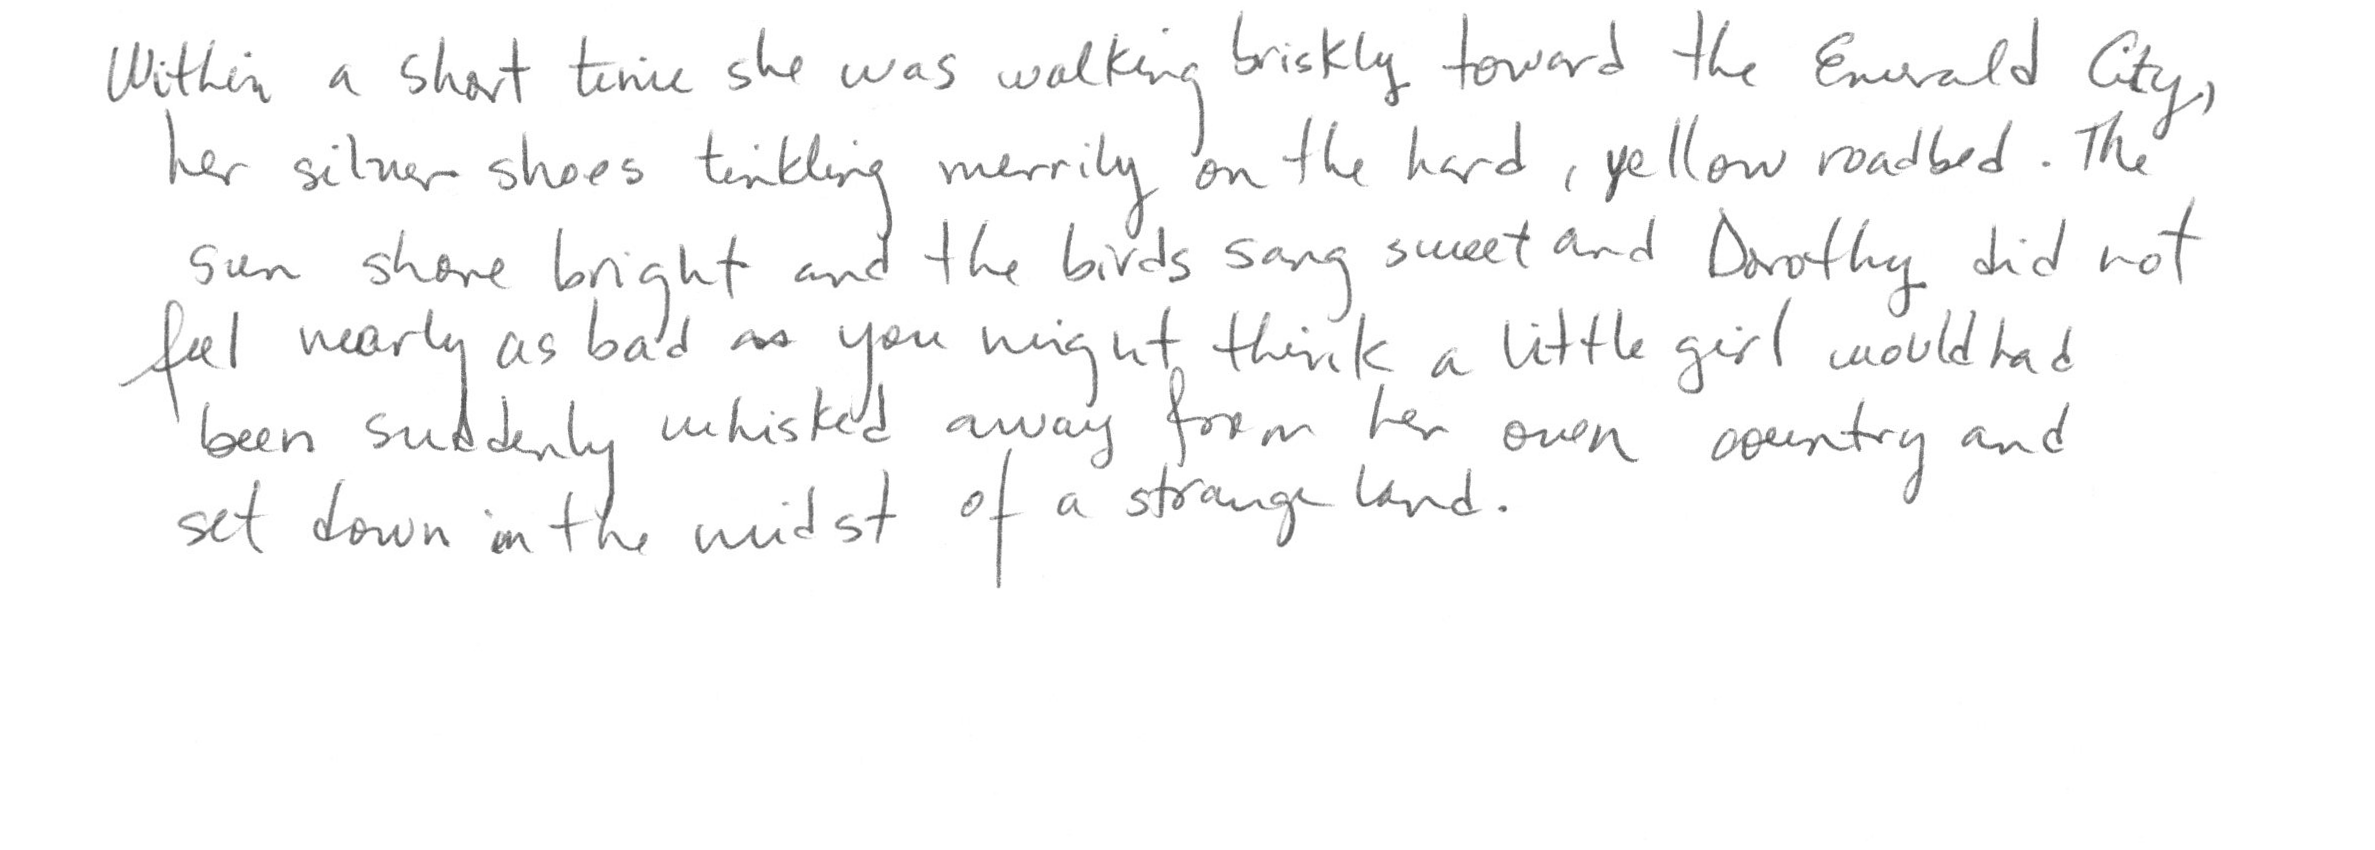 Within a short time she was walking briskly toward the Emerald City,
her silver shoes tinkling merrily on the hard, yellow roadbed. The
sun shone bright and the birds sang sweet and Dorothy did not
feel nearly as bad as you might think a little girl would had
been suddenly whisked away from her own country and
set down in the midst of a strange land.